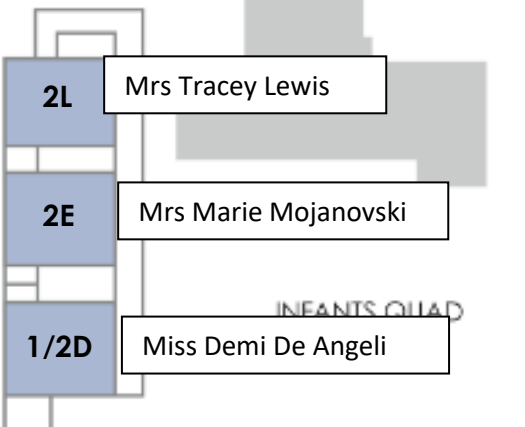 2L
Mrs Tracey Lewis
2E
Mrs Marie Mojanovski
INFANTS QUAD
1/2D
Miss Demi De Angeli